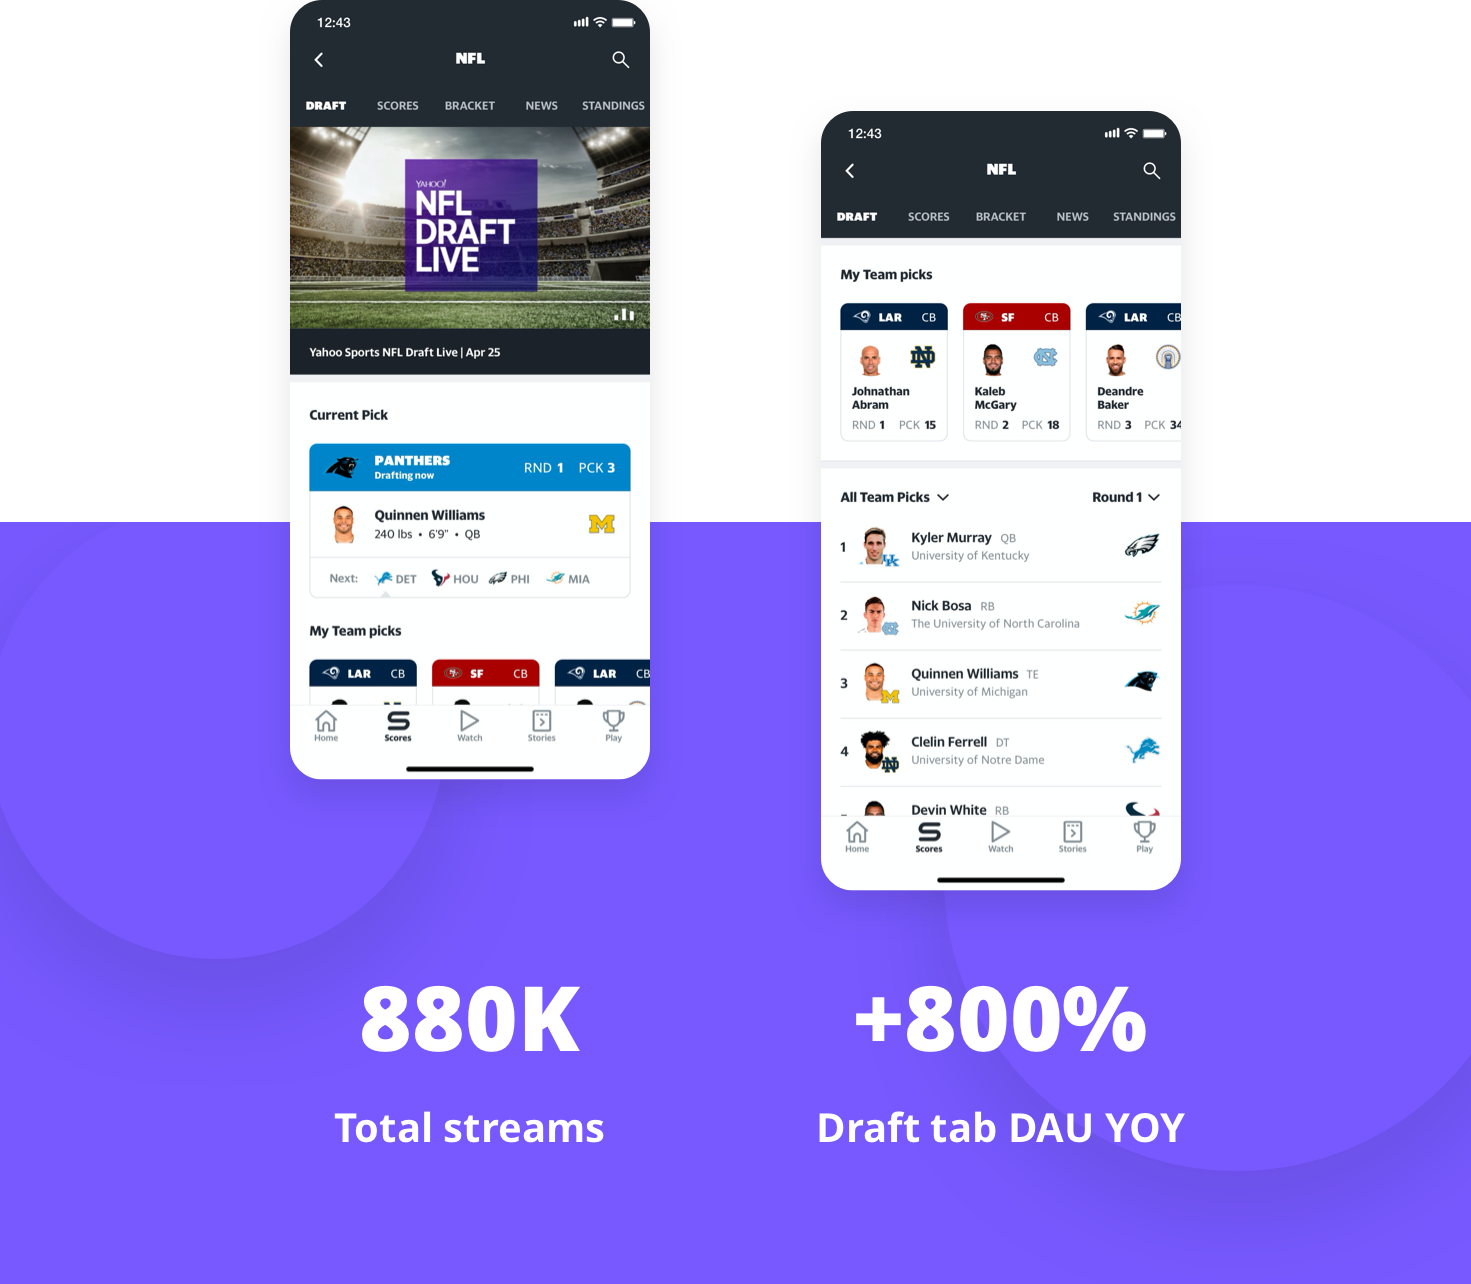 12:43
NFL
DRAFT SCORES BRACKET NEWS STANDINGS
YAHOO!
NFL
DRAFT
LIVE
Yahoo Sports NFL Draft Live | Apr 25
Current Pick
PANTHERS
Drafting now
RND 1 PCK 3
Quinnen Williams
240 lbs • 6'9" • QB
Next: DET HOU PHI MIA
My Team picks
LAR CB SF CB LAR CB
Home Scores Watch Stories Play
12:43
NFL
DRAFT SCORES BRACKET NEWS STANDINGS
My Team picks
LAR CB
Johnathan
Abram
RND 1 PCK 15
SF CB
Kaleb
McGary
RND 2 PCK 18
LAR CB
Deandre
Baker
RND 3 PCK 34
All Team Picks Round 1
1 Kyler Murray QB
University of Kentucky
2 Nick Bosa RB
The University of North Carolina
3 Quinnen Williams TE
University of Michigan
4 Clelin Ferrell DT
University of Notre Dame
Devin White RB
Home Scores Watch Stories Play
880K
Total streams
+800%
Draft tab DAU YOY